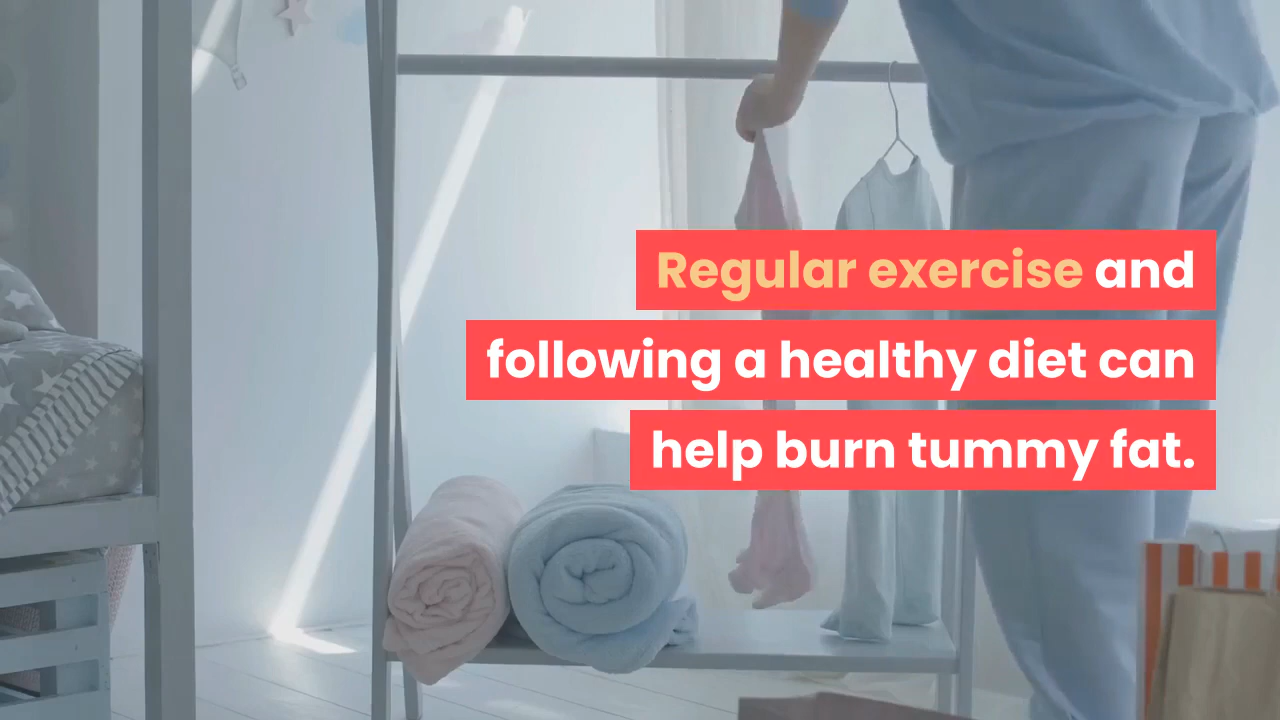 Regular exercise and
following a healthy diet can
help burn tummy fat.